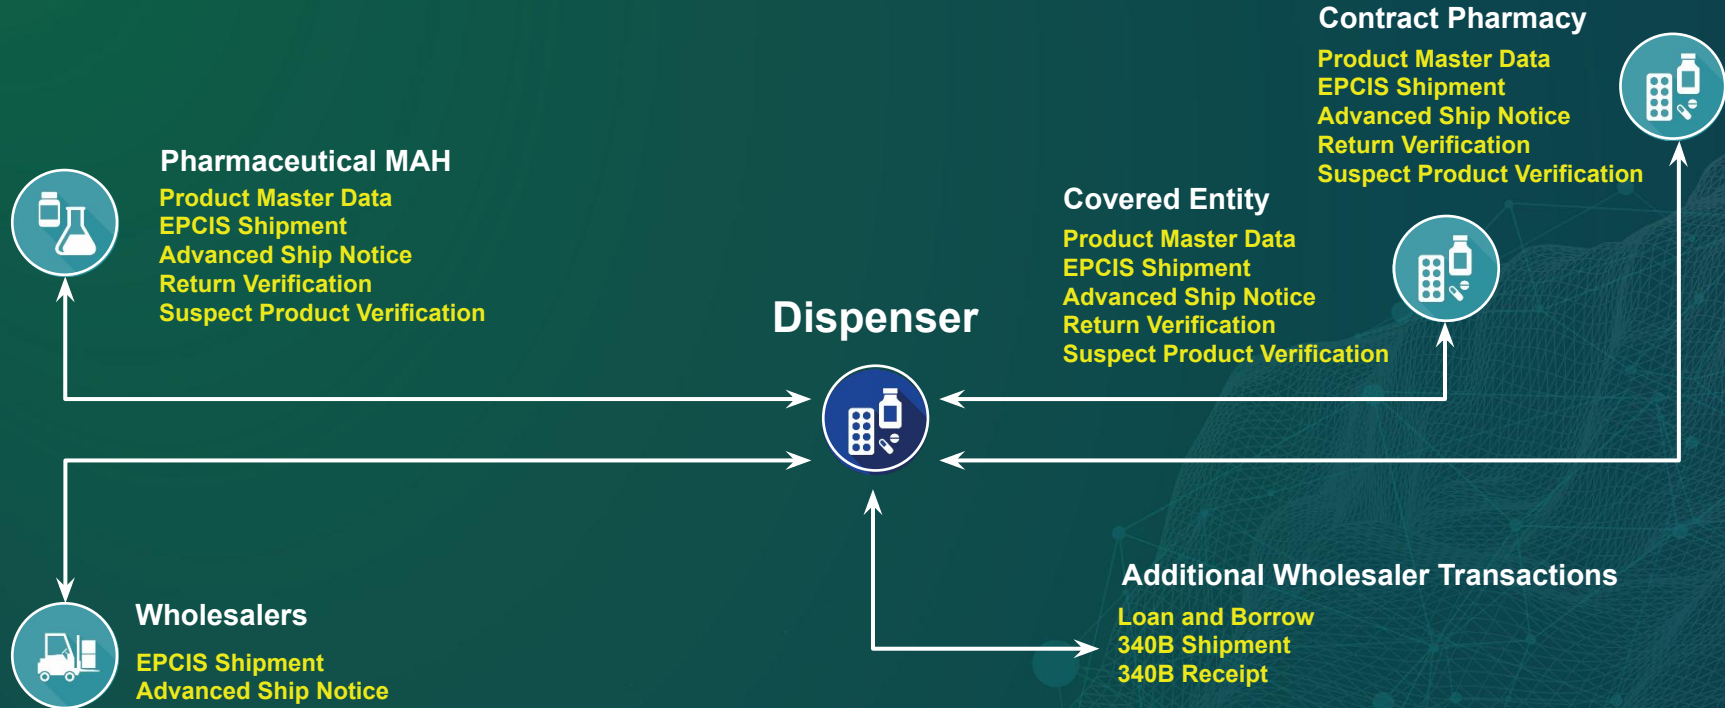 Contract Pharmacy
Product Master Data
EPCIS Shipment
Advanced Ship Notice
Return Verification
Suspect Product Verification
Pharmaceutical MAH
Product Master Data
EPCIS Shipment
Advanced Ship Notice
Return Verification
Suspect Product Verification
Covered Entity
Product Master Data
EPCIS Shipment
Advanced Ship Notice
Return Verification
Suspect Product Verification
Dispenser
Wholesalers
EPCIS Shipment
Advanced Ship Notice
Additional Wholesaler Transactions
Loan and Borrow
340B Shipment
340B Receipt